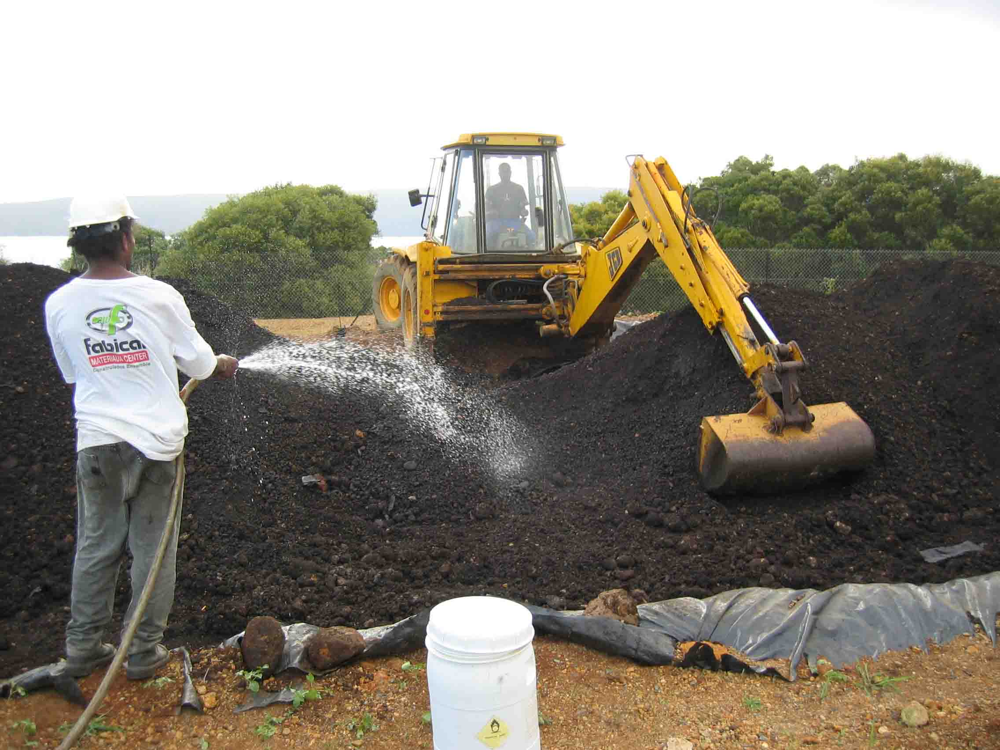 fabical
MATERIAUX CENTER
Construisons Ensemble
JCB